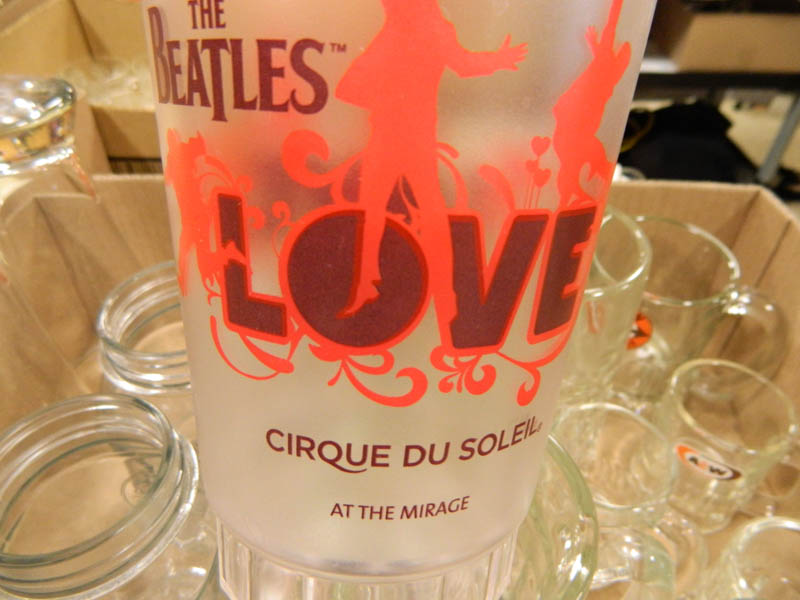 THE
BEATLES™
LOVE
CIRQUE DU SOLEIL®
AT THE MIRAGE
A&W